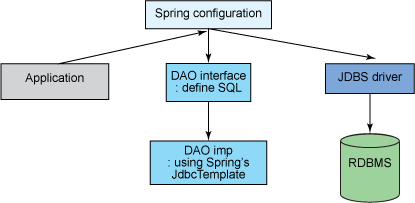 Spring configuration
Application
DAO interface
: define SQL
JDBS driver
DAO imp
: using Spring's
JdbcTemplate
RDBMS